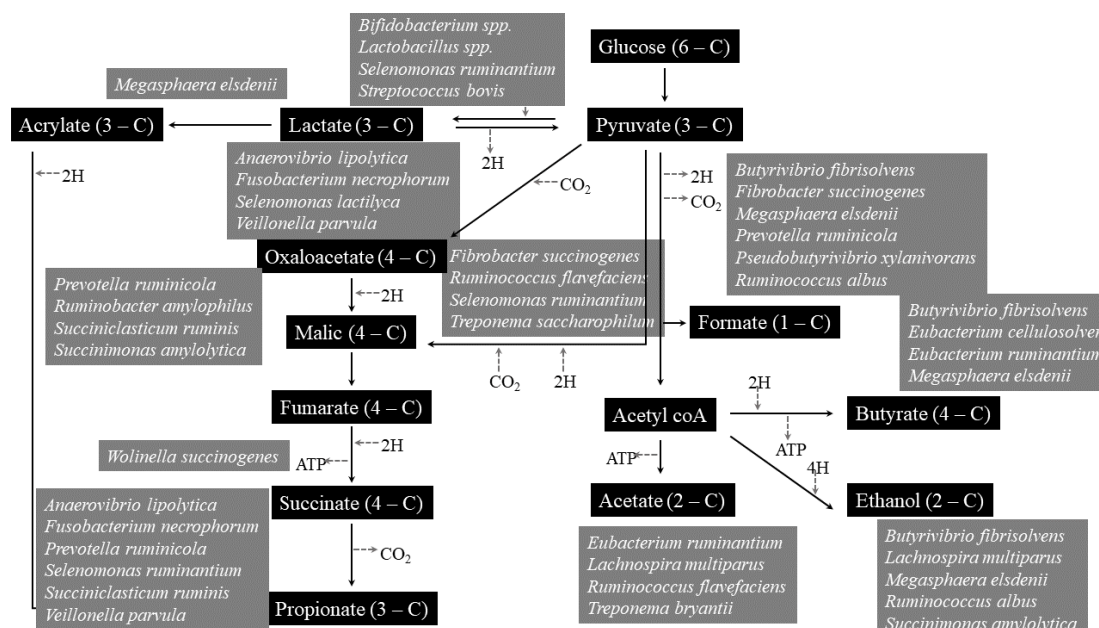 Bifidobacterium spp.
Lactobacillus spp.
Selenomonas ruminantium
Streptococcus bovis
Glucose (6 – C)
Megasphaera elsdenii
Acrylate (3 – C)
Lactate (3 – C)
Pyruvate (3 – C)
2H
2H
Anaerovibrio lipolytica
Fusobacterium necrophorum
Selenomonas lactilyca
Veillonella parvula
CO2
2H
CO2
Butyrivibrio fibrisolvens
Fibrobacter succinogenes
Megasphaera elsdenii
Prevotella ruminicola
Pseudobutyrivibrio xylanivorans
Ruminococcus albus
Oxaloacetate (4 – C)
Fibrobacter succinogenes
Ruminococcus flavefaciens
Selenomonas ruminantium
Treponema saccharophilum
Prevotella ruminicola
Ruminobacter amylophilus
Succiniclasticum ruminis
Succinimonas amylolytica
2H
Malic (4 – C)
Formate (1 – C)
Butyrivibrio fibrisolvens
Eubacterium cellulosolven
Eubacterium ruminantium
Megasphaera elsdenii
CO2
2H
Fumarate (4 – C)
Acetyl coA
2H
Butyrate (4 – C)
ATP
Wolinella succinogenes
2H
ATP
ATP
4H
Succinate (4 – C)
Acetate (2 – C)
Ethanol (2 – C)
Anaerovibrio lipolytica
Fusobacterium necrophorum
Prevotella ruminicola
Selenomonas ruminantium
Succiniclasticum ruminis
Veillonella parvula
CO2
Propionate (3 – C)
Eubacterium ruminantium
Lachnospira multiparus
Ruminococcus flavefaciens
Treponema bryantii
Butyrivibrio fibrisolvens
Lachnospira multiparus
Megasphaera elsdenii
Ruminococcus albus
Succinimonas amylolytica